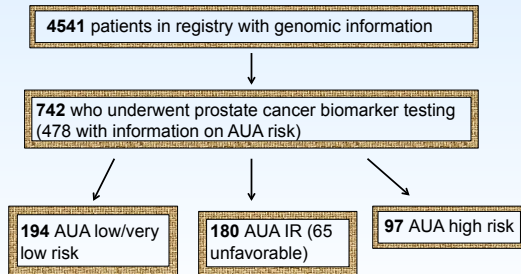 4541 patients in registry with genomic information
742 who underwent prostate cancer biomarker testing
(478 with information on AUA risk)
194 AUA low/very
low risk
180 AUA IR (65
unfavorable)
97 AUA high risk